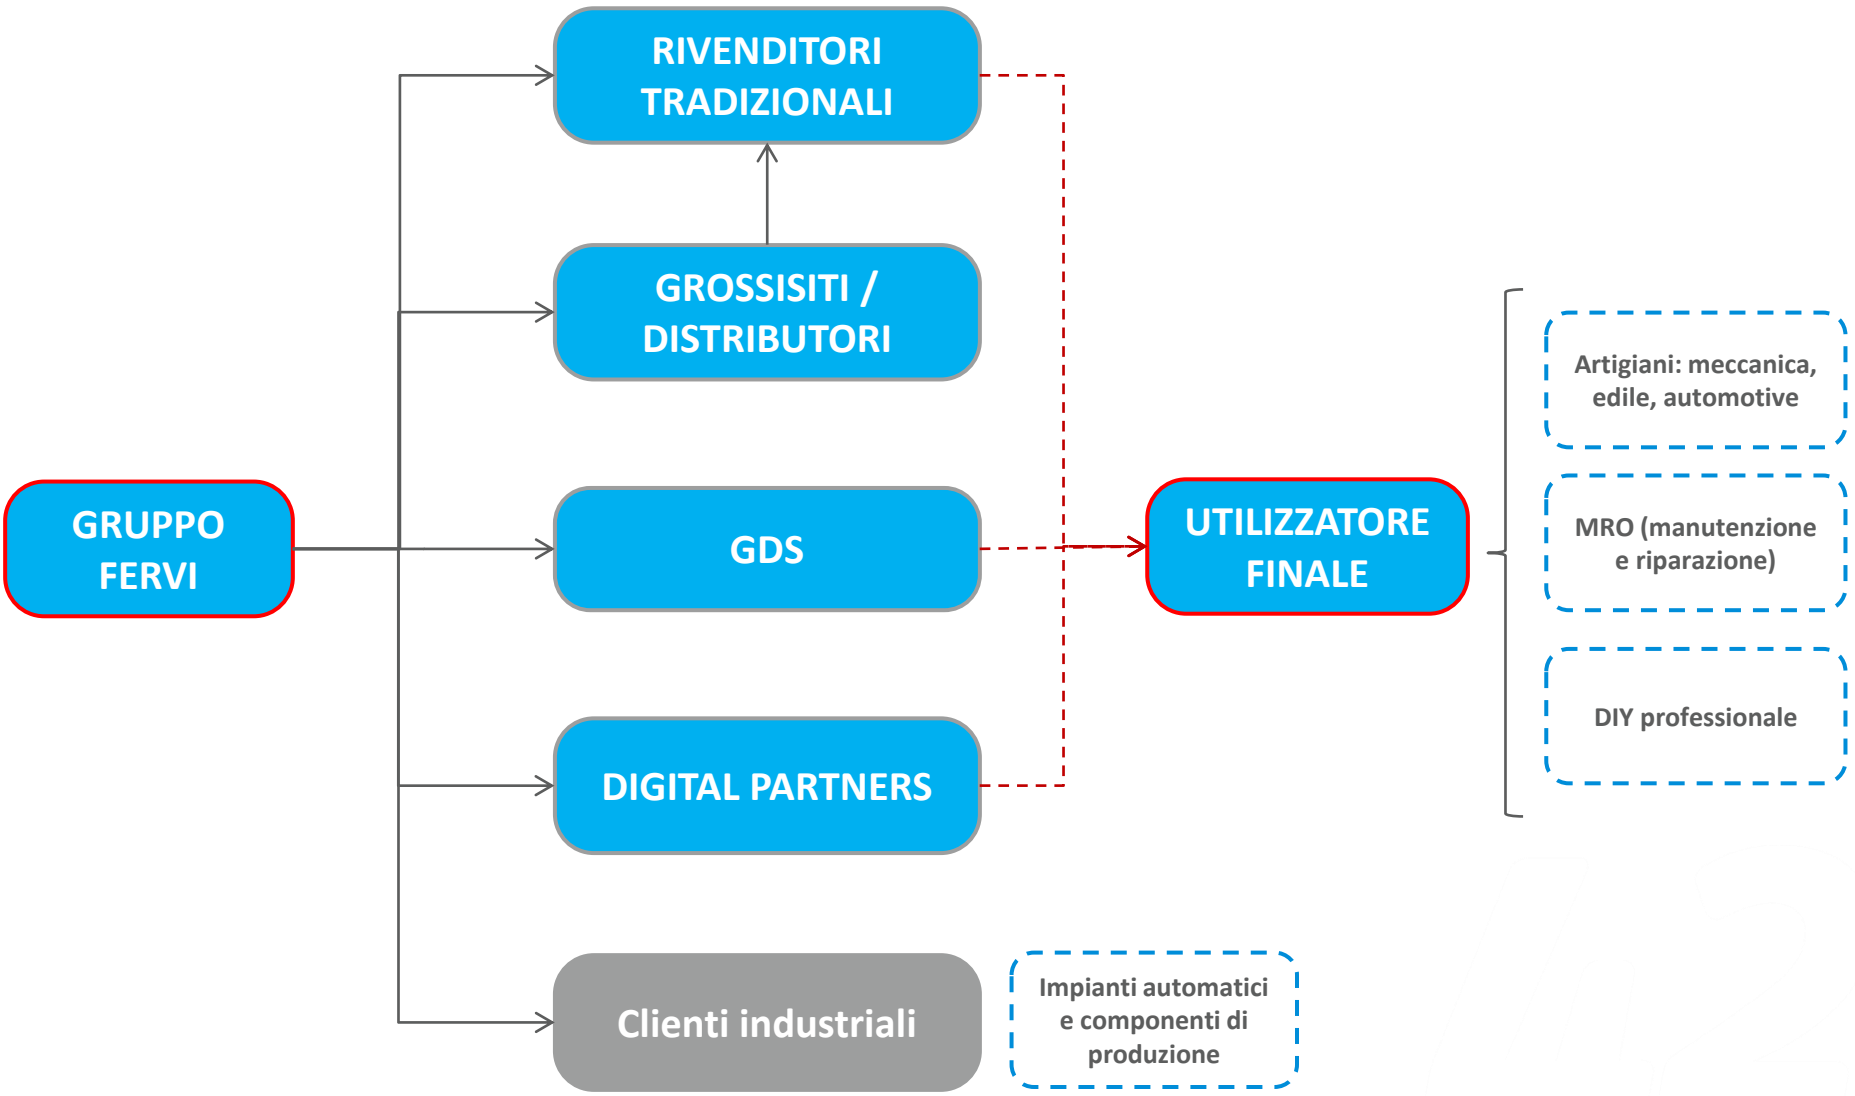 RIVENDITORI
TRADIZIONALI
GROSSISITI /
DISTRIBUTORI
GRUPPO
FERVI
GDS
DIGITAL PARTNERS
Clienti industriali
Impianti automatici
e componenti di
produzione
UTILIZZATORE
FINALE
Artigiani: meccanica,
edile, automotive
MRO (manutenzione
e riparazione)
DIY professionale